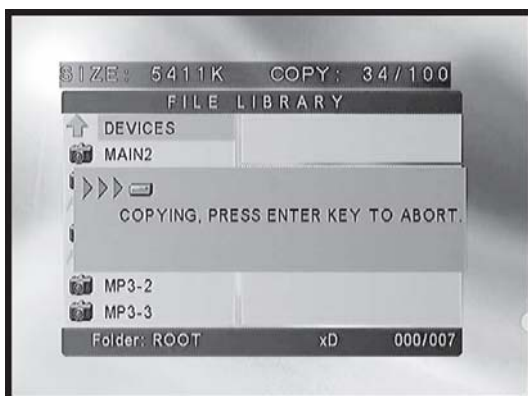 SIZE: 5411K COPY: 34/100
FILE LIBRARY
DEVICES
MAIN2
COPYING, PRESS ENTER KEY TO ABORT.
MP3-2
MP3-3
Folder: ROOT xD 000/007